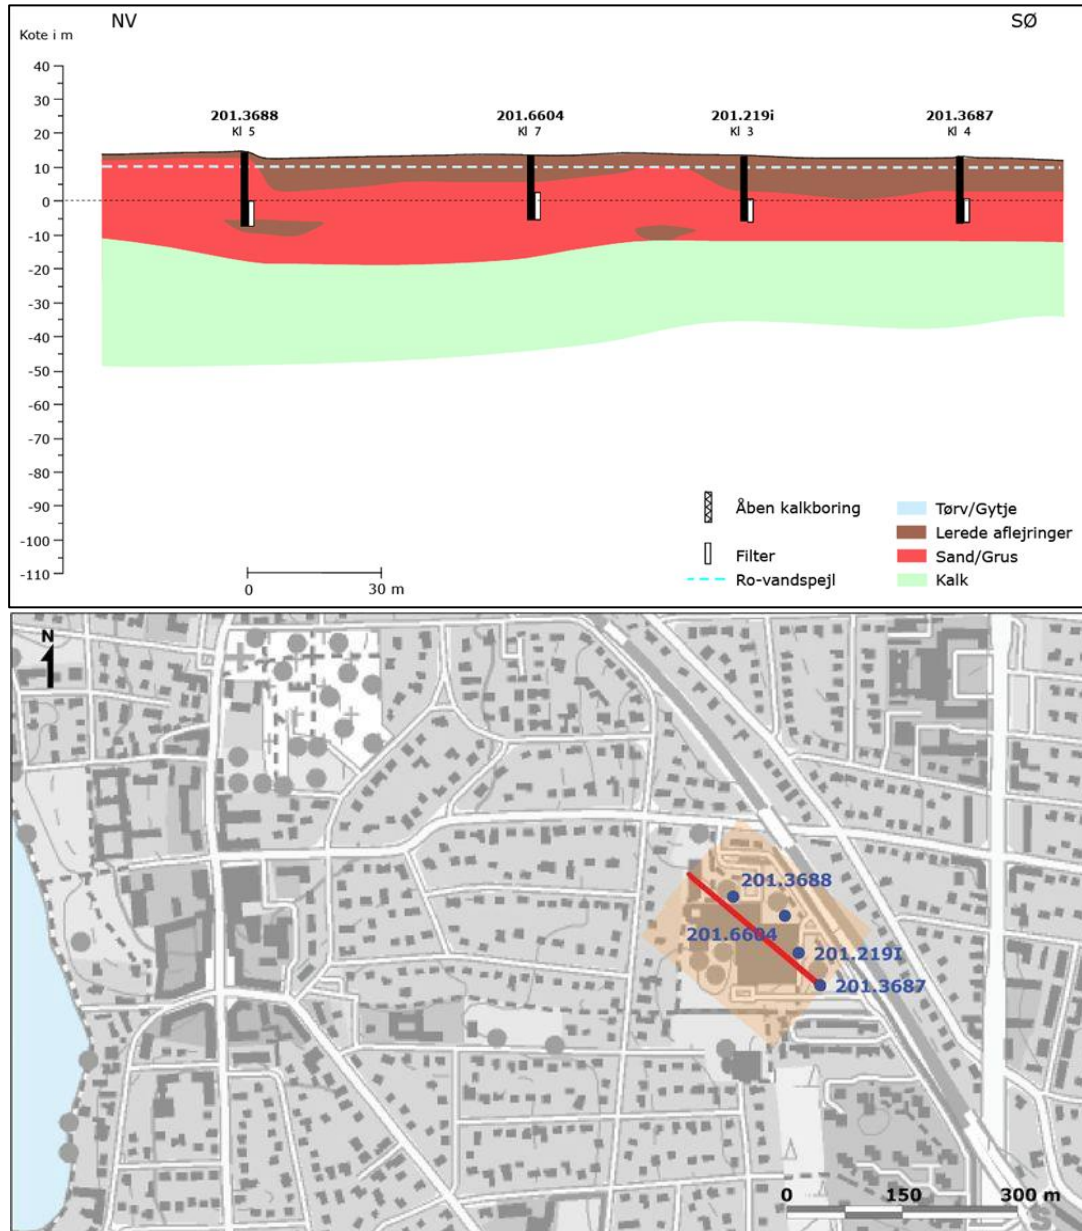 NV
SØ
Kote i m
40
30
20
10
0
-10
-20
-30
-40
-50
-60
-70
-80
-90
-100
-110
201.3688
Kl 5
201.6604
Kl 7
201.219i
Kl 3
201.3687
Kl 4
Åben kalkboring
Filter
Ro-vandspejl
Tørv/Gytje
Lerede aflejringer
Sand/Grus
Kalk
0 30 m
N
201.3688
201.6604
201.219I
201.3687
0 150 300 m